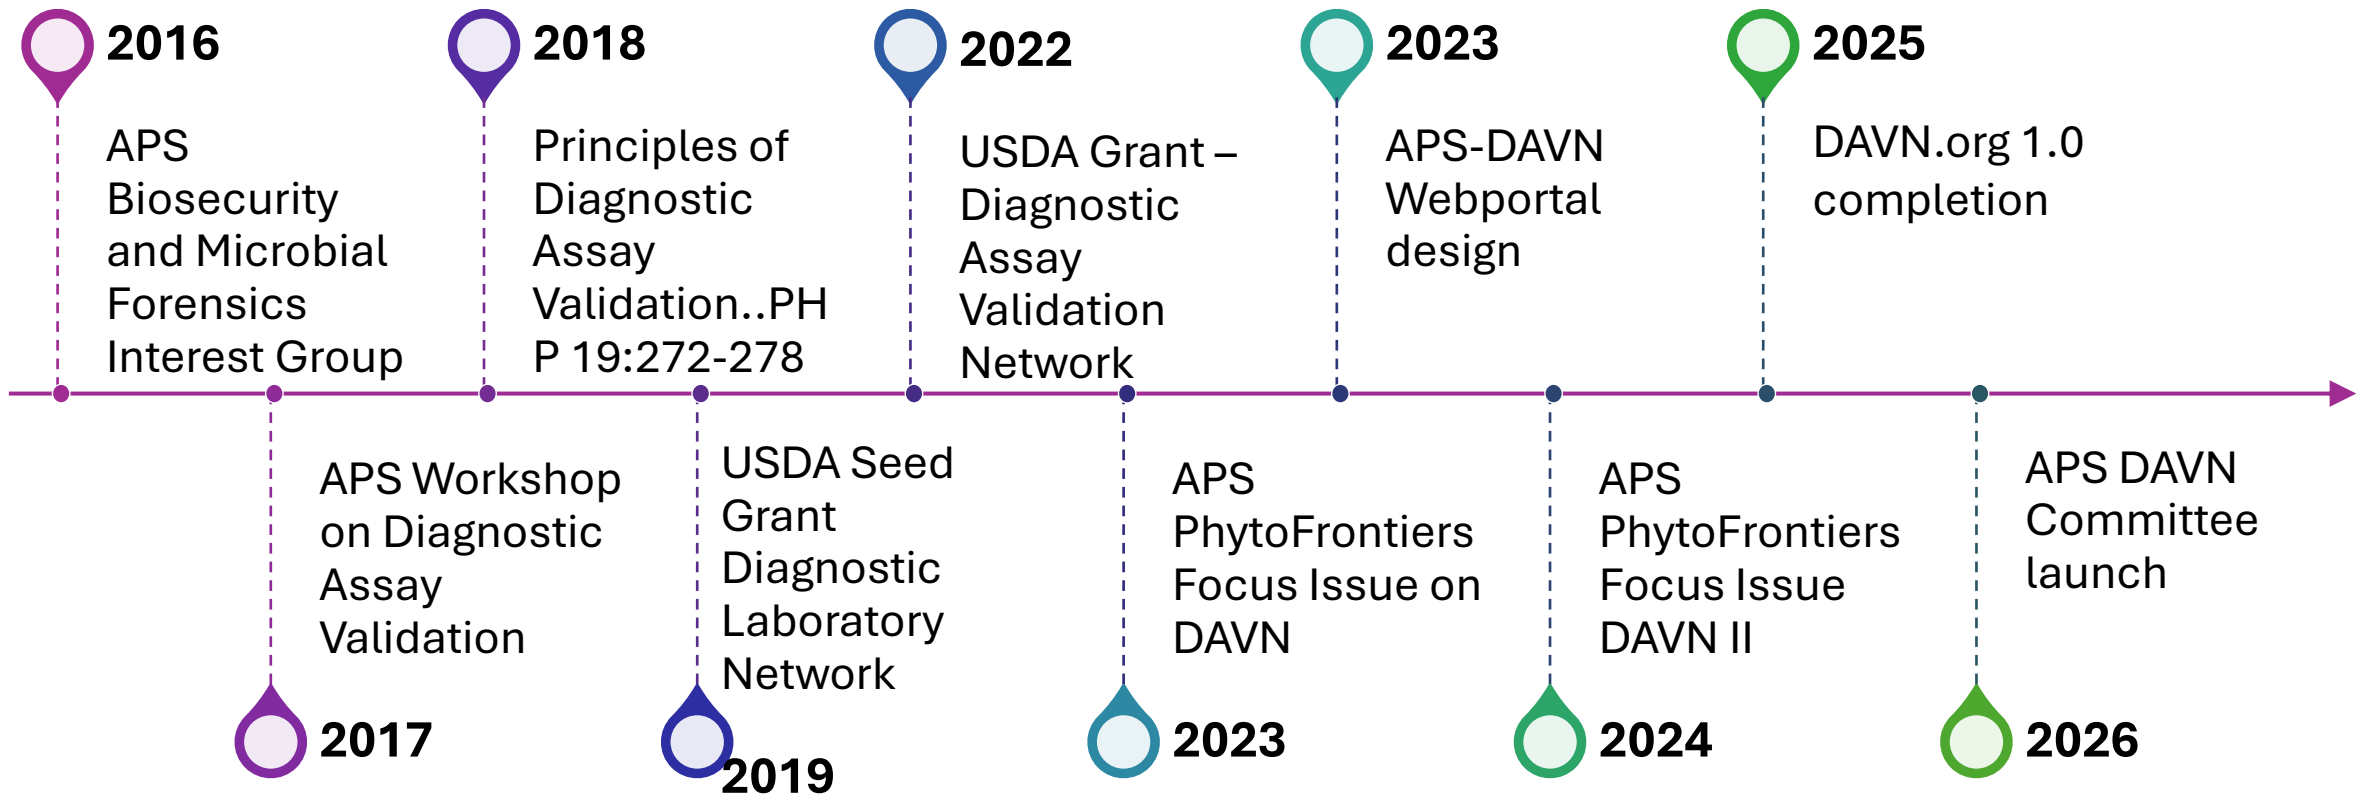 2016
APS
Biosecurity
and Microbial
Forensics
Interest Group
2017
APS Workshop
on Diagnostic
Assay
Validation
2018
Principles of
Diagnostic
Assay
Validation..PH
P 19:272-278
2019
USDA Seed
Grant
Diagnostic
Laboratory
Network
2022
USDA Grant –
Diagnostic
Assay
Validation
Network
2023
APS
PhytoFrontiers
Focus Issue on
DAVN
2023
APS-DAVN
Webportal
design
2024
APS
PhytoFrontiers
Focus Issue
DAVN II
2025
DAVN.org 1.0
completion
2026
APS DAVN
Committee
launch